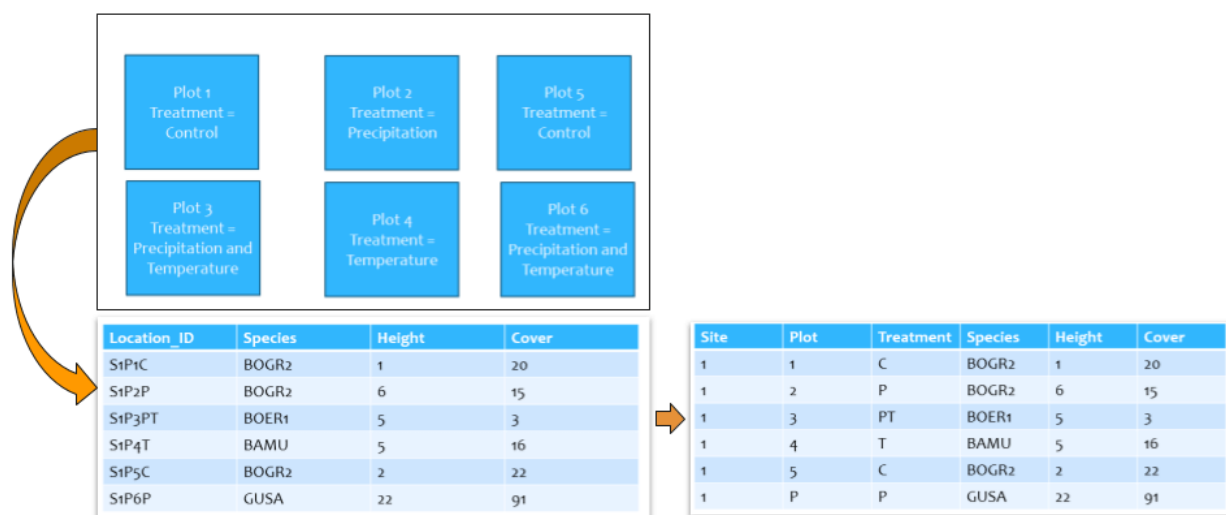 Plot 1
Treatment =
Control
Plot 2
Treatment =
Precipitation
Plot 5
Treatment =
Control
Plot 3
Treatment =
Precipitation and
Temperature
Plot 4
Treatment =
Temperature
Plot 6
Treatment =
Precipitation and
Temperature
Location_ID Species Height Cover
S1P1C BOGR2 1 20
S1P2P BOGR2 6 15
S1P3PT BOER1 5 3
S1P4T BAMU 5 16
S1P5C BOGR2 2 22
S1P6P GUSA 22 91
Site Plot Treatment Species Height Cover
1 1 C BOGR2 1 20
1 2 P BOGR2 6 15
1 3 PT BOER1 5 3
1 4 T BAMU 5 16
1 5 C BOGR2 2 22
1 P P GUSA 22 91